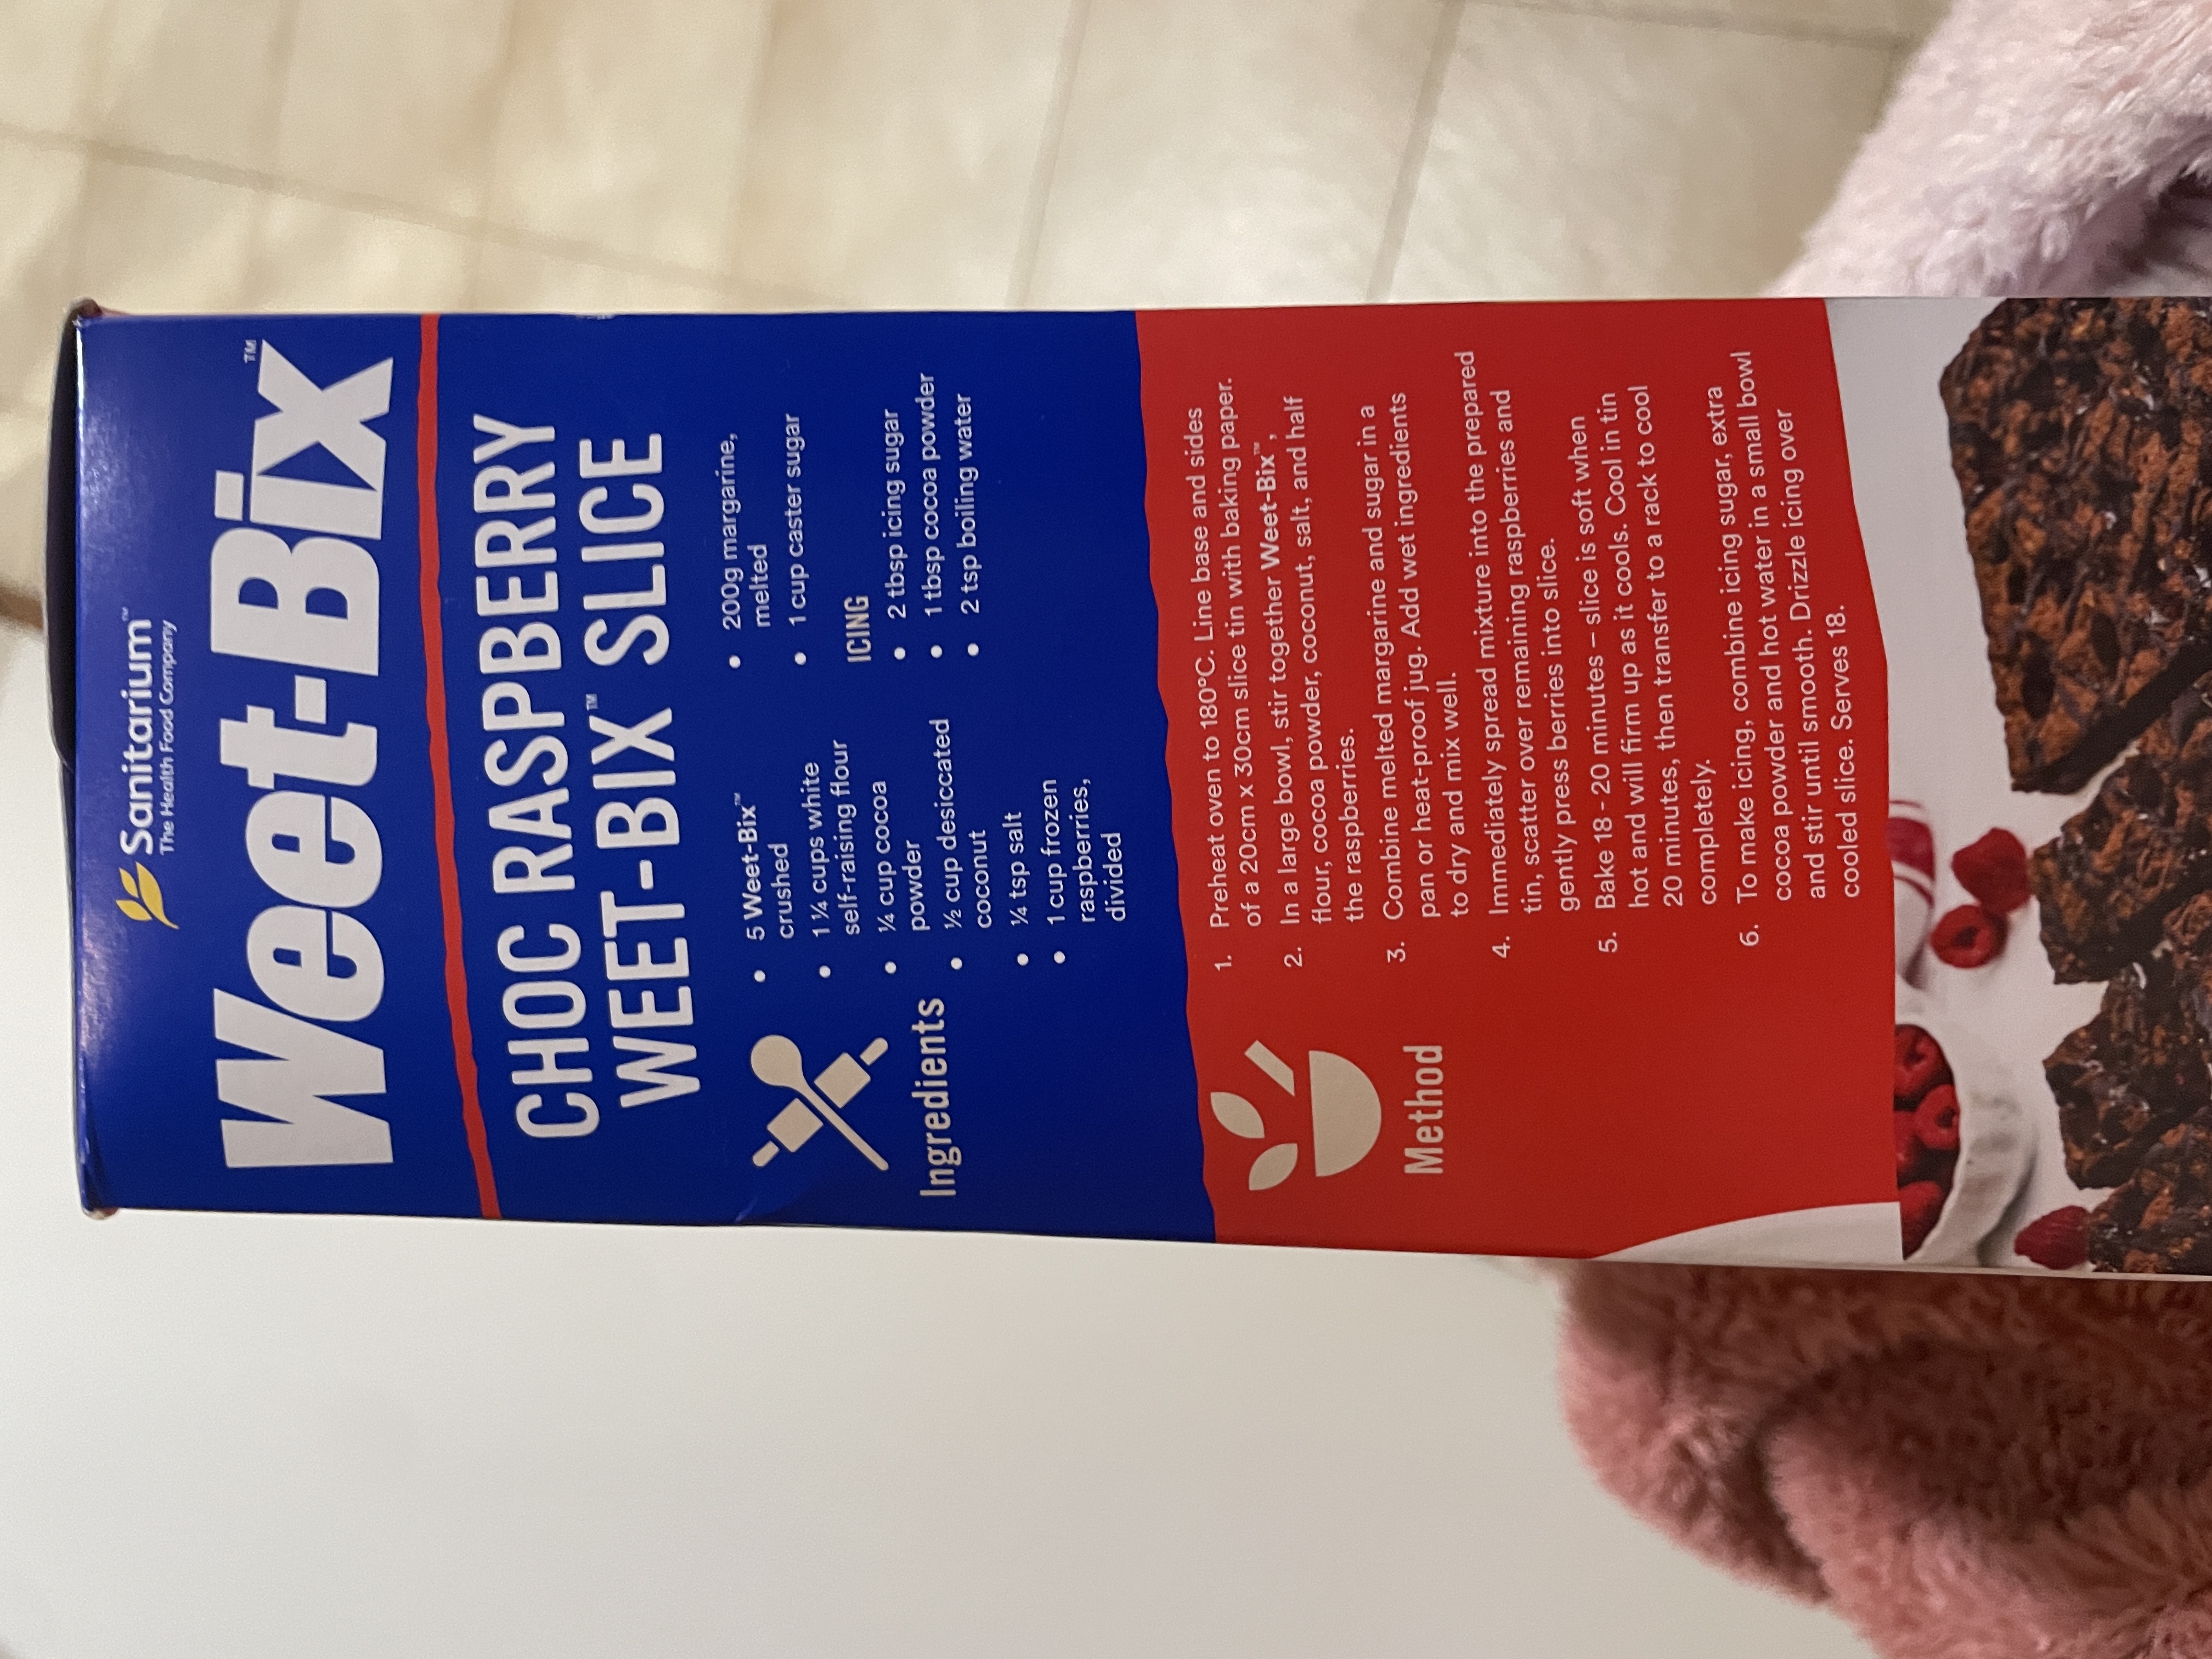 Sanitarium™
The Health Food Company
Weet-Bix™
CHOC RASPBERRY
WEET-BIX™ SLICE
Ingredients
• 5 Weet-Bix™
crushed
• 1 ¼ cups white
self-raising flour
• ¼ cup cocoa
powder
• ½ cup desiccated
coconut
• ¼ tsp salt
• 1 cup frozen
raspberries,
divided
• 200g margarine,
melted
• 1 cup caster sugar
ICING
• 2 tbsp icing sugar
• 1 tbsp cocoa powder
• 2 tsp boiling water
Method
1. Preheat oven to 180°C. Line base and sides
of a 20cm x 30cm slice tin with baking paper.
2. In a large bowl, stir together Weet-Bix™,
flour, cocoa powder, coconut, salt, and half
the raspberries.
3. Combine melted margarine and sugar in a
pan or heat-proof jug. Add wet ingredients
to dry and mix well.
4. Immediately spread mixture into the prepared
tin, scatter over remaining raspberries and
gently press berries into slice.
5. Bake 18 - 20 minutes – slice is soft when
hot and will firm up as it cools. Cool in tin
20 minutes, then transfer to a rack to cool
completely.
6. To make icing, combine icing sugar, extra
cocoa powder and hot water in a small bowl
and stir until smooth. Drizzle icing over
cooled slice. Serves 18.